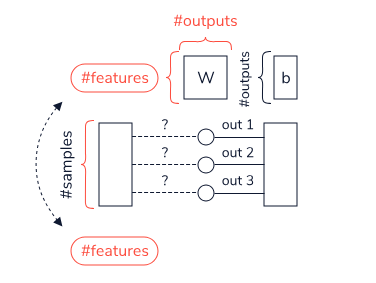 #outputs
#features
W
#outputs
b
#samples
?
out 1
?
out 2
?
out 3
#features